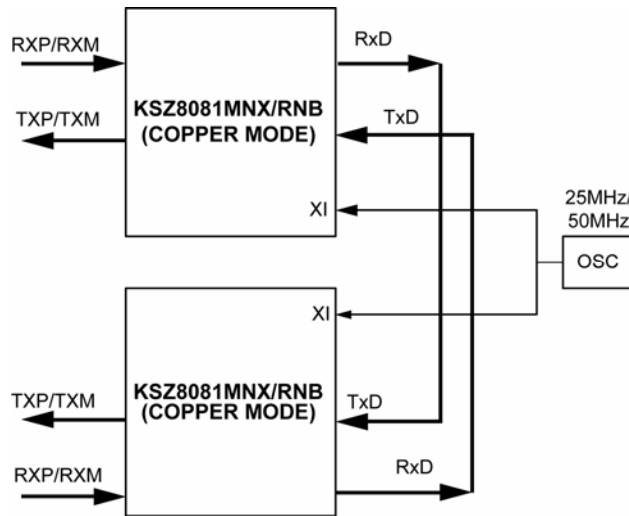 RXP/RXM
RxD
TXP/TXM
KSZ8081MNX/RNB
(COPPER MODE)
TxD
XI
25MHz/
50MHz
OSC
XI
KSZ8081MNX/RNB
(COPPER MODE)
TXP/TXM
TxD
RXP/RXM
RxD